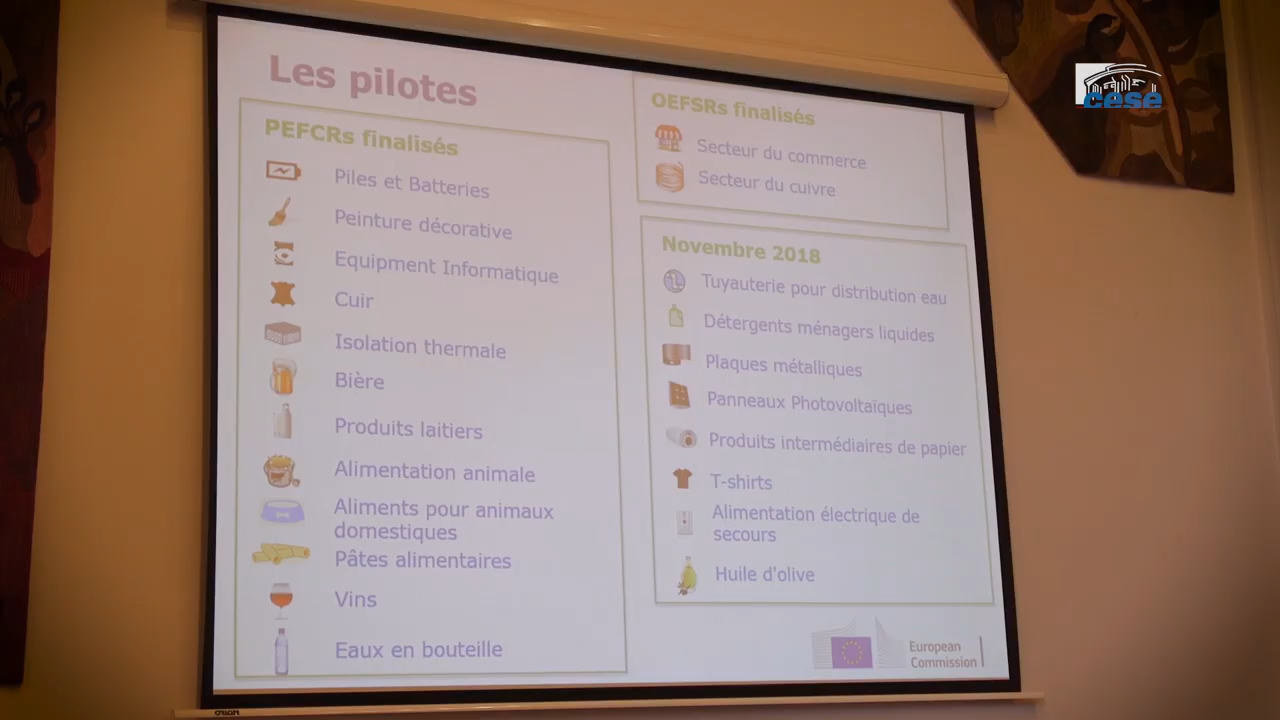 Les pilotes
PEFCRs finalisés
Piles et Batteries
Peinture décorative
Equipment Informatique
Cuir
Isolation thermale
Bière
Produits laitiers
Alimentation animale
Aliments pour animaux
domestiques
Pâtes alimentaires
Vins
Eaux en bouteille
OEFSRs finalisés
Secteur du commerce
Secteur du cuivre
Novembre 2018
Tuyauterie pour distribution eau
Détergents ménagers liquides
Plaques métalliques
Panneaux Photovoltaïques
Produits intermédiaires de papier
T-shirts
Alimentation électrique de
secours
Huile d'olive
European
Commission
cese